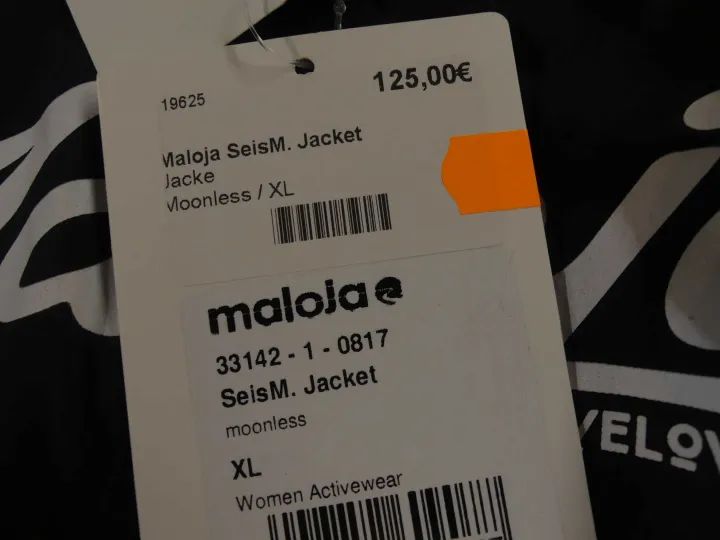 19625
125,00€
Maloja SeisM. Jacket
Jacke
Moonless / XL
maloja
33142 - 1 - 0817
SeisM. Jacket
moonless
XL
Women Activewear
VELO